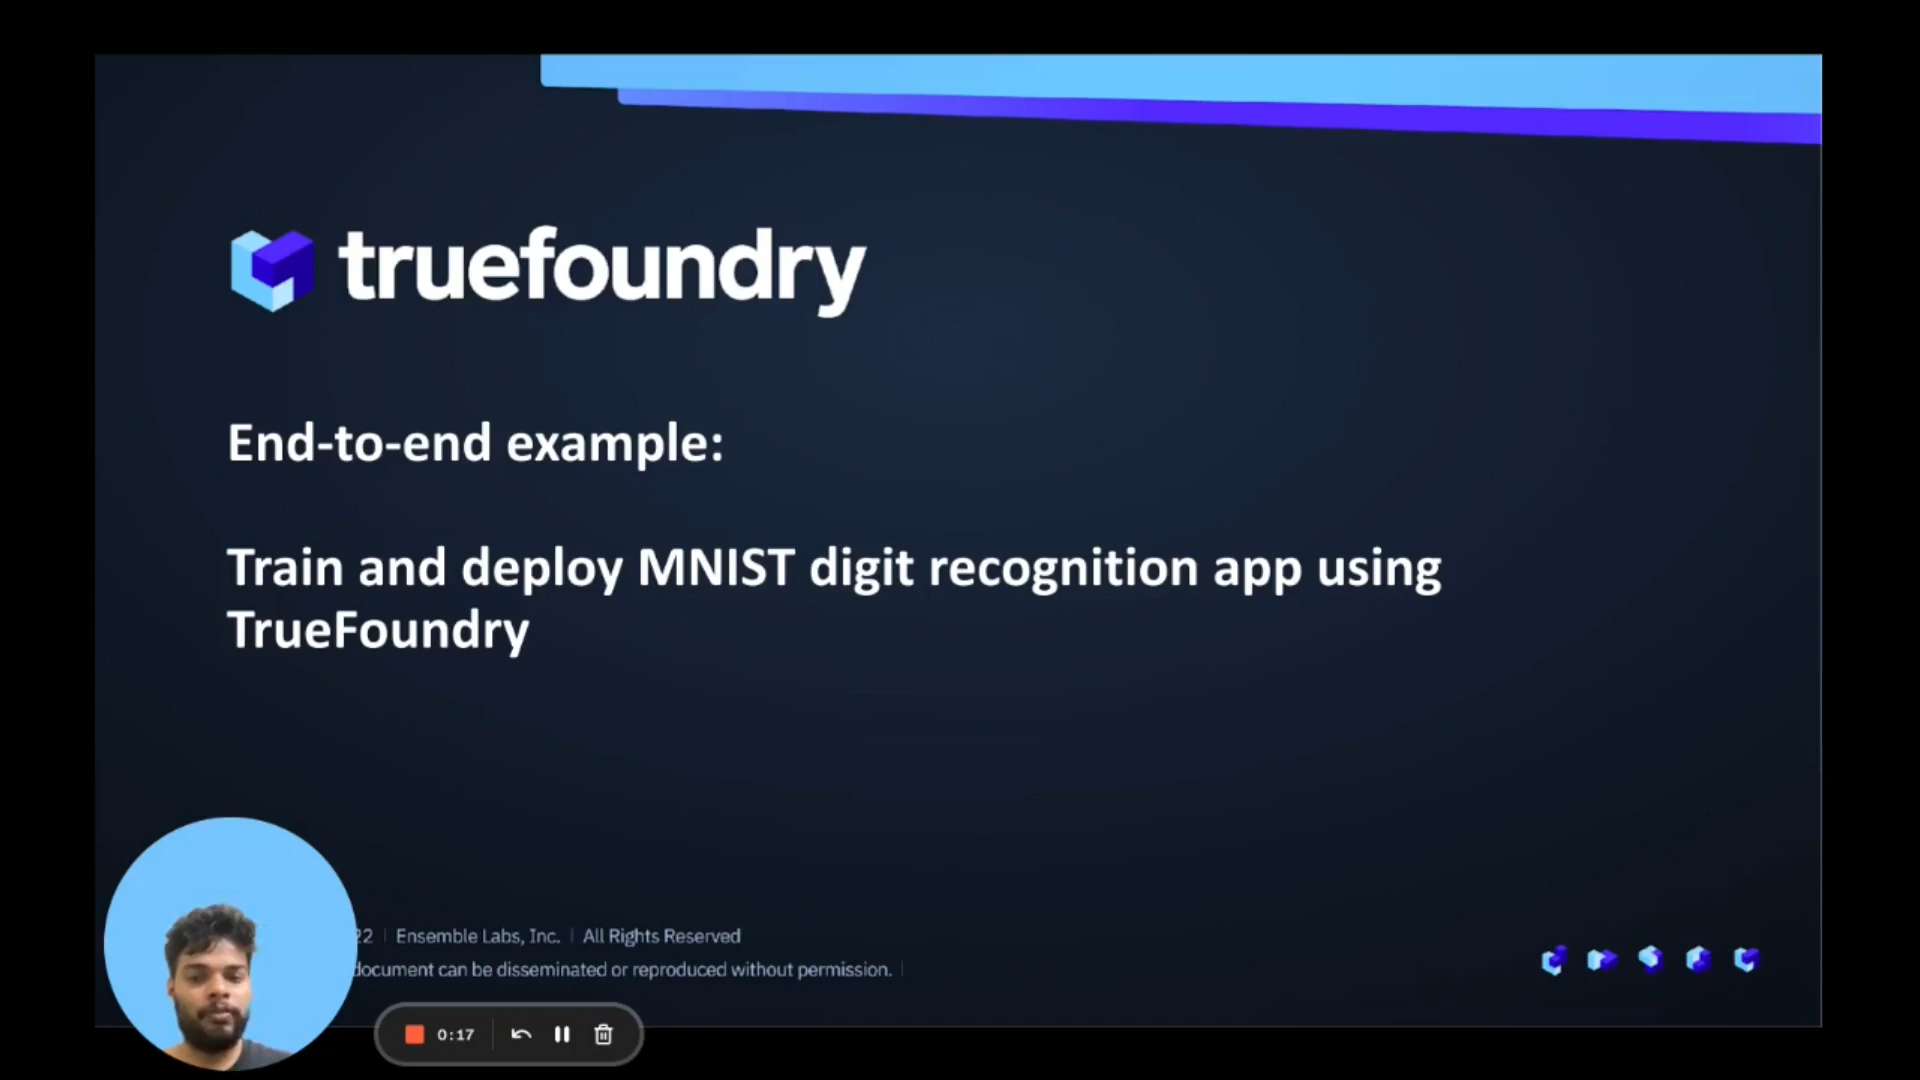 truefoundry
End-to-end example:
Train and deploy MNIST digit recognition app using
TrueFoundry
22 | Ensemble Labs, Inc. | All Rights Reserved
document can be disseminated or reproduced without permission. |
0:17